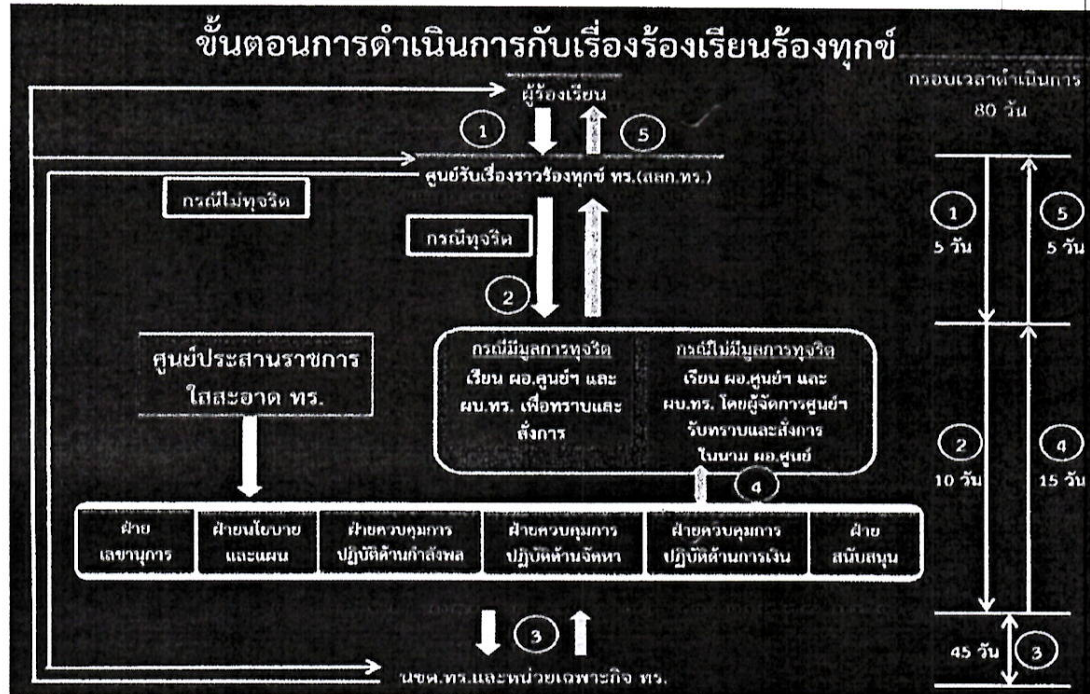 ขั้นตอนการดำเนินการกับเรื่องร้องเรียนร้องทุกข์
กรอบเวลาดำเนินการ
80 วัน
ผู้ร้องเรียน
1
5
ศูนย์รับเรื่องราวร้องทุกข์ ทร.(สลก.ทร.)
กรณีไม่ทุจริต
กรณีทุจริต
2
1
5 วัน
5
5 วัน
ศูนย์ประสานราชการ
ใสสะอาด ทร.
กรณีมีมูลการทุจริต
เรียน ผอ.ศูนย์ฯ และ
ผบ.ทร. เพื่อทราบและ
สั่งการ
กรณีไม่มีมูลการทุจริต
เรียน ผอ.ศูนย์ฯ และ
ผบ.ทร. โดยผู้จัดการศูนย์ฯ
รับทราบและสั่งการ
ในนาม ผอ.ศูนย์
2
10 วัน
4
15 วัน
4
ฝ่าย
เลขานุการ
ฝ่ายนโยบาย
และแผน
ฝ่ายควบคุมการ
ปฏิบัติด้านกำลังพล
ฝ่ายควบคุมการ
ปฏิบัติด้านจัดหา
ฝ่ายควบคุมการ
ปฏิบัติด้านการเงิน
ฝ่าย
สนับสนุน
3
45 วัน
3
นขต.ทร.และหน่วยเฉพาะกิจ ทร.